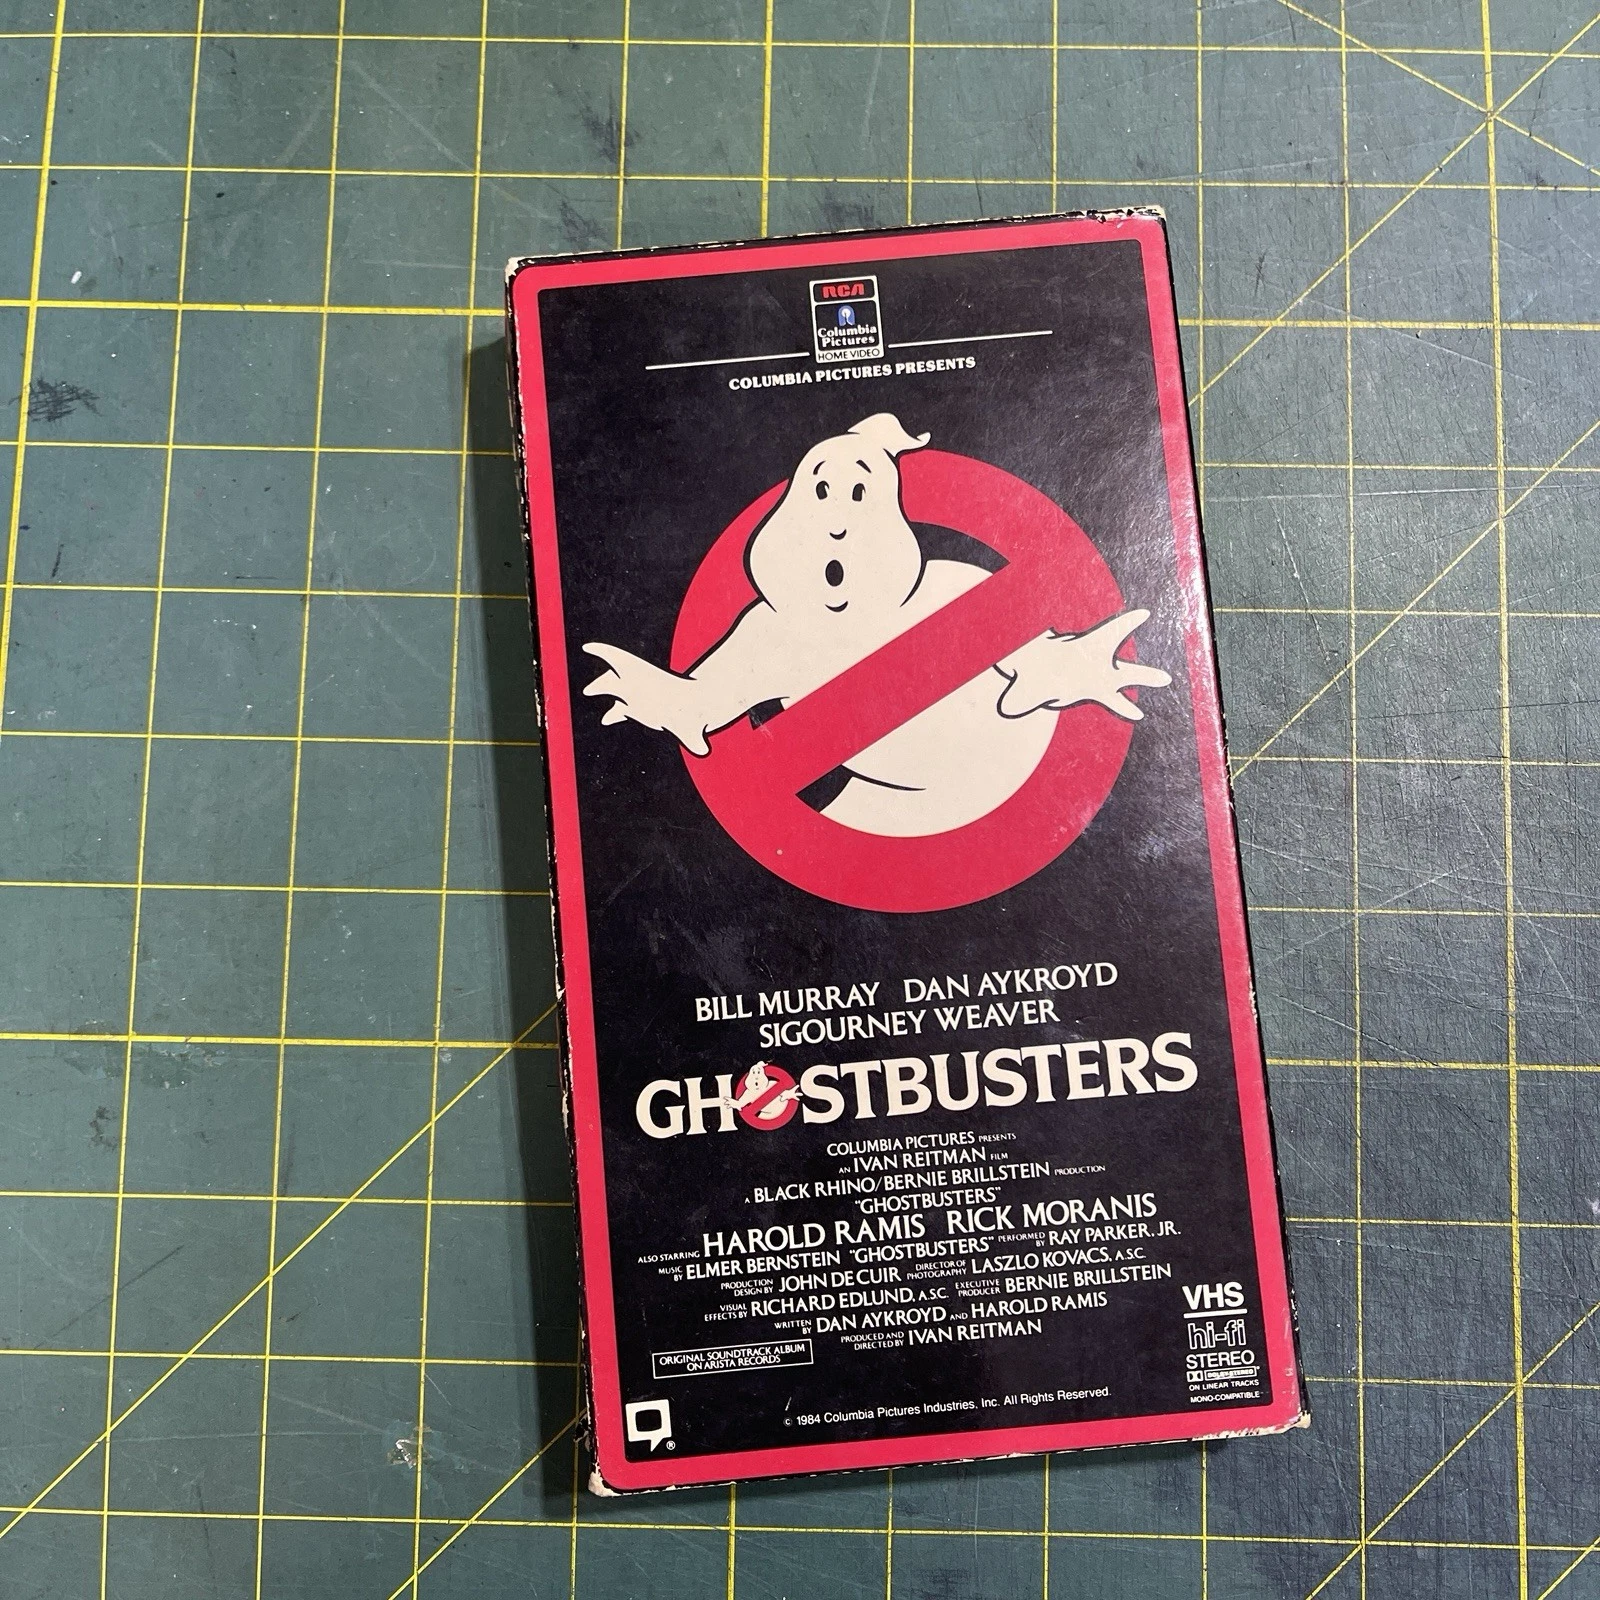 RCA
Columbia
Pictures
HOME VIDEO
COLUMBIA PICTURES PRESENTS
BILL MURRAY DAN AYKROYD
SIGOURNEY WEAVER
GHOSTBUSTERS
COLUMBIA PICTURES PRESENTS
AN IVAN REITMAN FILM
A BLACK RHINO/BERNIE BRILLSTEIN PRODUCTION
"GHOSTBUSTERS"
ALSO STARRING HAROLD RAMIS RICK MORANIS
MUSIC BY ELMER BERNSTEIN "GHOSTBUSTERS" PERFORMED BY RAY PARKER, JR.
PRODUCTION DESIGN BY JOHN DE CUIR DIRECTOR OF PHOTOGRAPHY LASZLO KOVACS, A.S.C.
VISUAL EFFECTS BY RICHARD EDLUND, A.S.C. EXECUTIVE PRODUCER BERNIE BRILLSTEIN
WRITTEN BY DAN AYKROYD AND HAROLD RAMIS
PRODUCED AND DIRECTED BY IVAN REITMAN
ORIGINAL SOUNDTRACK ALBUM
ON ARISTA RECORDS
VHS
hi-fi
STEREO
DOLBY STEREO
ON LINEAR TRACKS
MONO-COMPATIBLE
®
© 1984 Columbia Pictures Industries, Inc. All Rights Reserved.